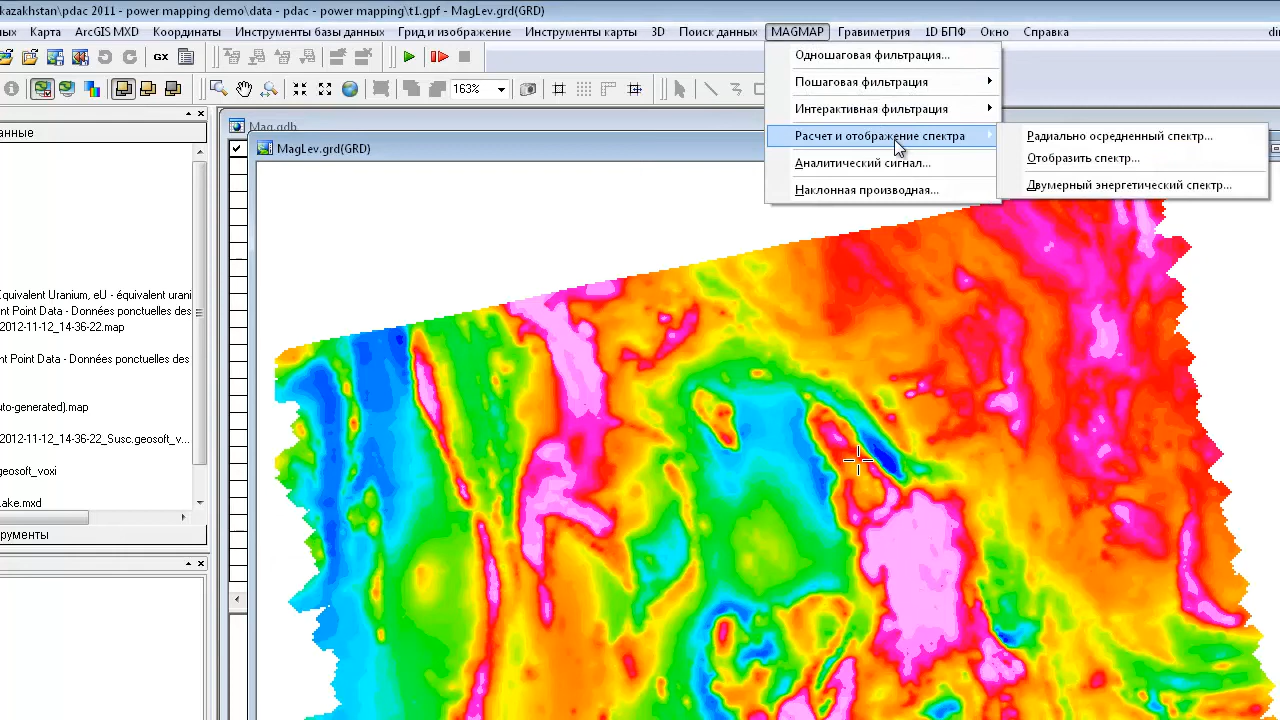 kazakhstan\pdac 2011 - power mapping demo\data - pdac - power mapping\t1.gpf - MagLev.grd(GRD)
ных Карта ArcGIS MXD Координаты Инструменты базы данных Грид и изображение Инструменты карты 3D Поиск данных MAGMAP Гравиметрия 1D БПФ Окно Справка
GX
163%
Одношаговая фильтрация...
Пошаговая фильтрация
Интерактивная фильтрация
Расчет и отображение спектра
Аналитический сигнал...
Наклонная производная...
Радиально осредненный спектр...
Отобразить спектр...
Двумерный энергетический спектр...
анные
Mag.gdb
MagLev.grd(GRD)
Equivalent Uranium, eU - équivalent urani
nt Point Data - Données ponctuelles des
2012-11-12_14-36-22.map
nt Point Data - Données ponctuelles des
uto-generated).map
2012-11-12_14-36-22_Susc.geosoft_v...
geosoft_voxi
Lake.mxd
рументы